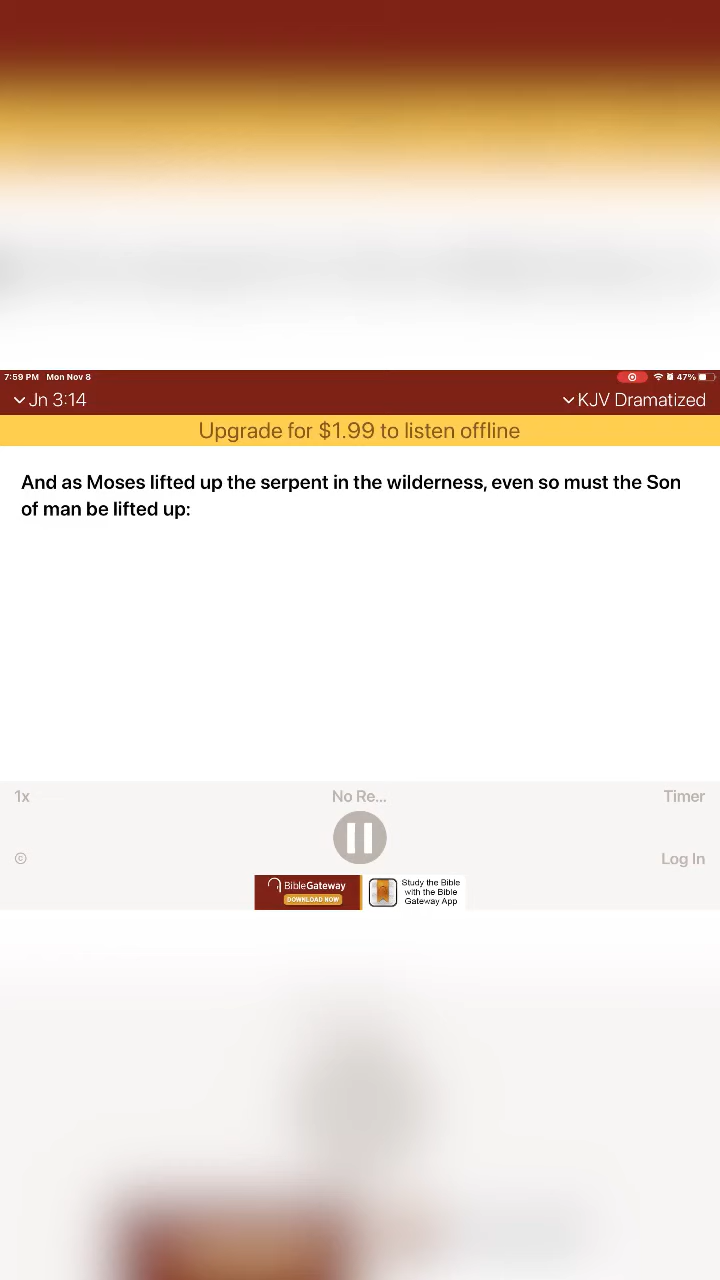 7:59 PM Mon Nov 8
47%
Jn 3:14
KJV Dramatized
Upgrade for $1.99 to listen offline
And as Moses lifted up the serpent in the wilderness, even so must the Son
of man be lifted up:
1x
No Re...
Timer
©
Log In
BibleGateway
DOWNLOAD NOW
Study the Bible
with the Bible
Gateway App